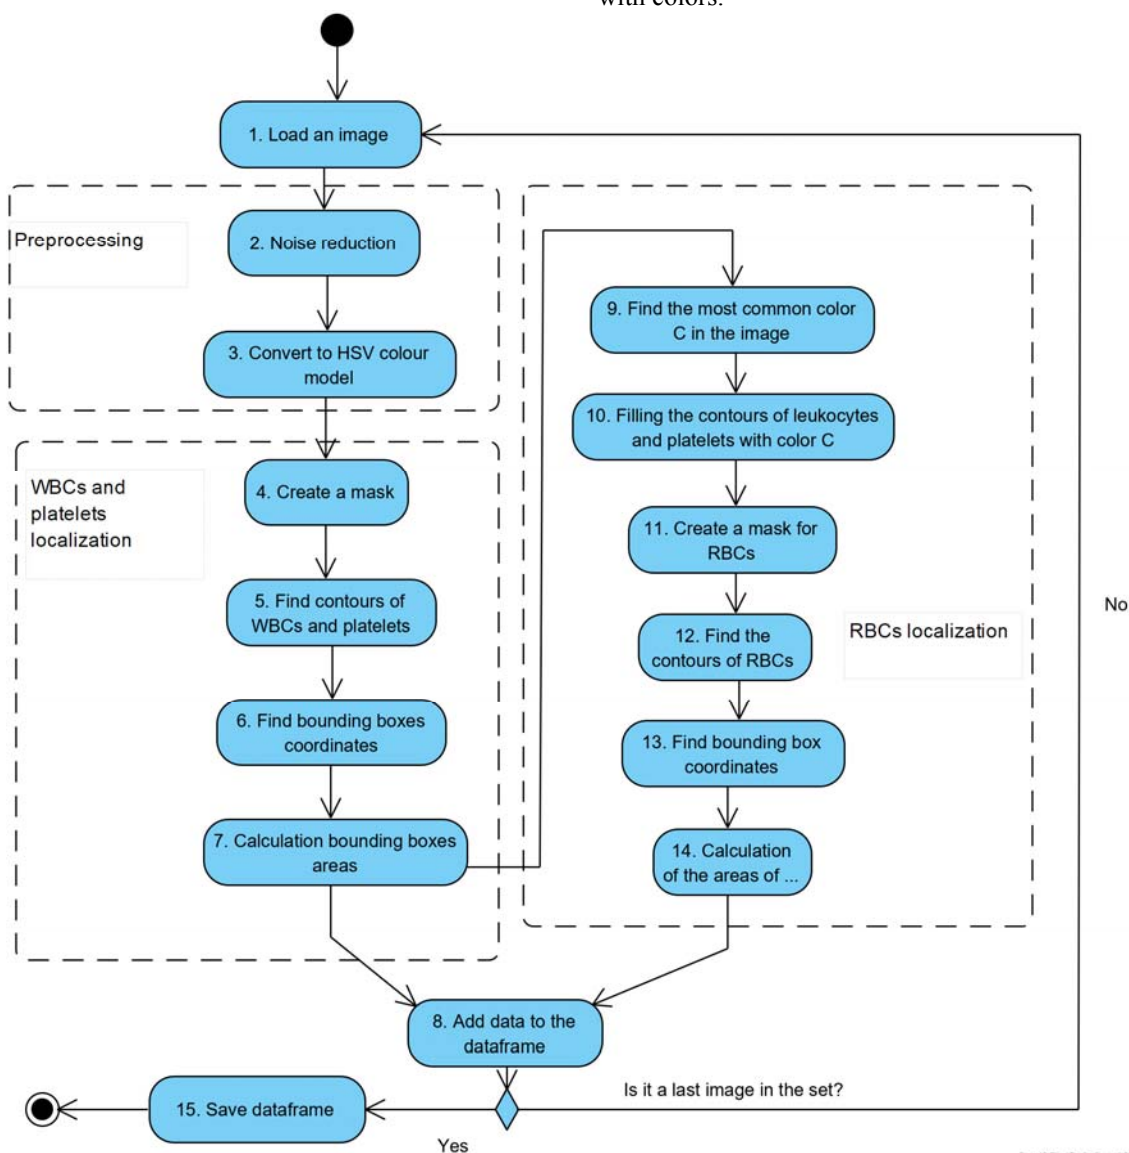 with colors.
1. Load an image
Preprocessing
2. Noise reduction
3. Convert to HSV colour
model
WBCs and
platelets
localization
4. Create a mask
5. Find contours of
WBCs and platelets
6. Find bounding boxes
coordinates
7. Calculation bounding boxes
areas
9. Find the most common color
C in the image
10. Filling the contours of leukocytes
and platelets with color C
11. Create a mask for
RBCs
12. Find the
contours of RBCs
RBCs localization
13. Find bounding box
coordinates
14. Calculation
of the areas of ...
No
8. Add data to the
dataframe
Is it a last image in the set?
15. Save dataframe
Yes